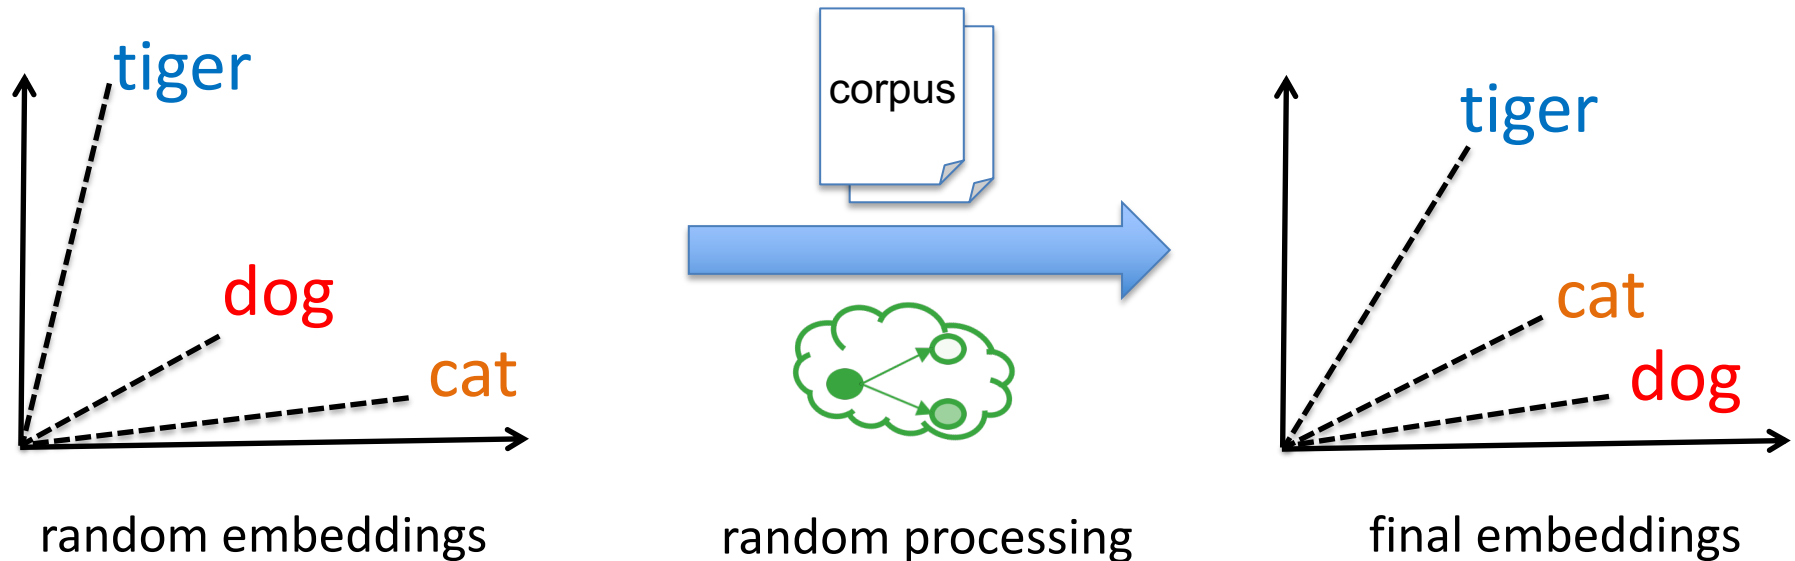 tiger
dog
cat
random embeddings
corpus
random processing
tiger
cat
dog
final embeddings